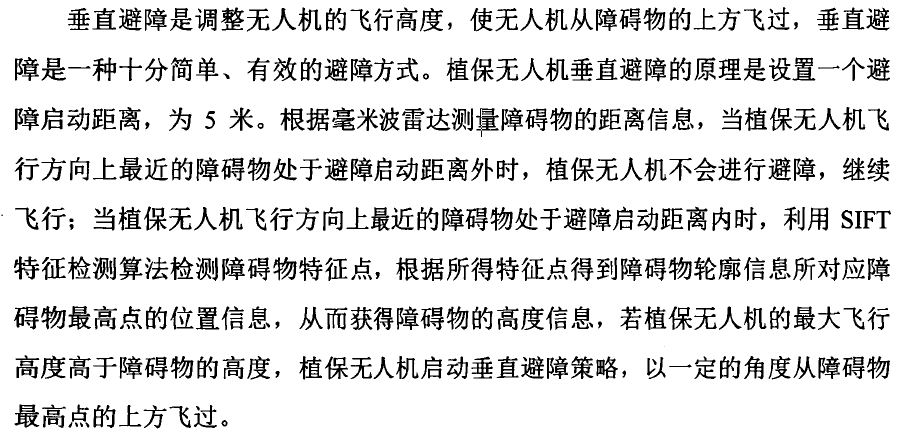 垂直避障是调整无人机的飞行高度，使无人机从障碍物的上方飞过，垂直避
障是一种十分简单、有效的避障方式。植保无人机垂直避障的原理是设置一个避
障启动距离，为 5 米。根据毫米波雷达测量障碍物的距离信息，当植保无人机飞
行方向上最近的障碍物处于避障启动距离外时，植保无人机不会进行避障，继续
飞行；当植保无人机飞行方向上最近的障碍物处于避障启动距离内时，利用 SIFT
特征检测算法检测障碍物特征点，根据所得特征点得到障碍物轮廓信息所对应障
碍物最高点的位置信息，从而获得障碍物的高度信息，若植保无人机的最大飞行
高度高于障碍物的高度，植保无人机启动垂直避障策略，以一定的角度从障碍物
最高点的上方飞过。